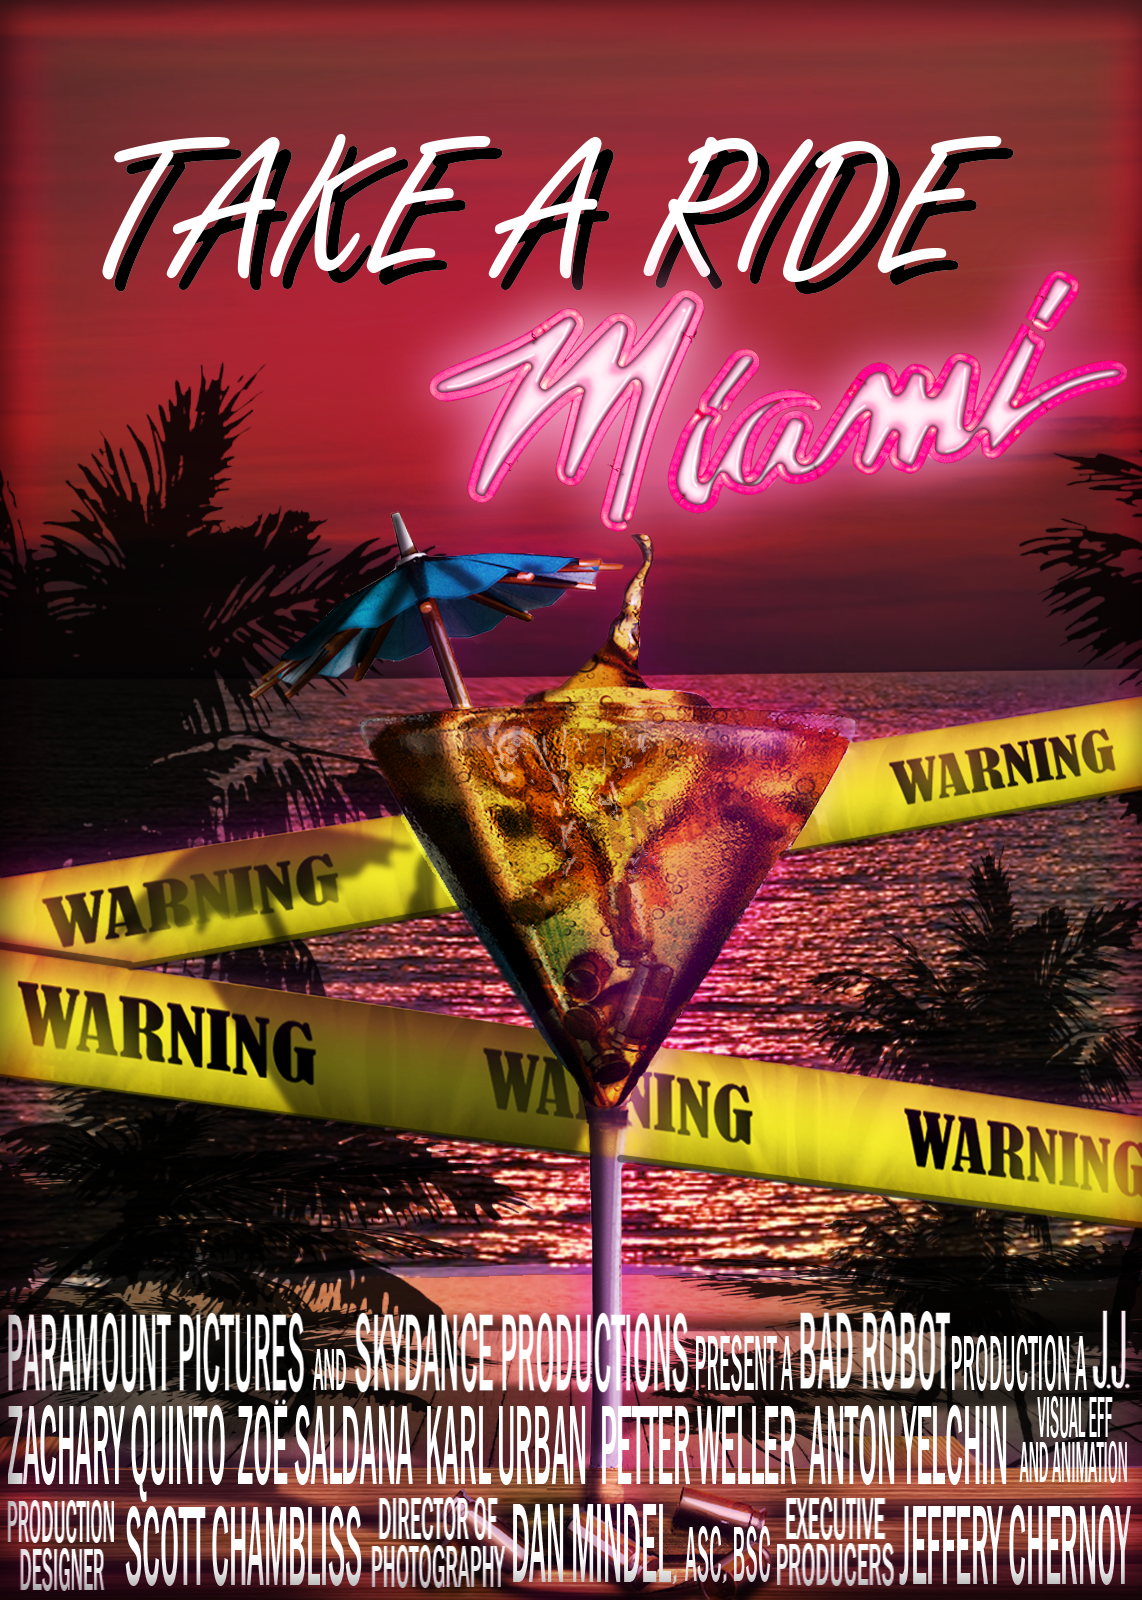 TAKE A RIDE
Miami
WARNING
WARNING
WARNING
WARNING
WARNING
PARAMOUNT PICTURES AND SKYDANCE PRODUCTIONS PRESENT A BAD ROBOT PRODUCTION A J.J.
ZACHARY QUINTO ZOË SALDANA KARL URBAN PETTER WELLER ANTON YELCHIN VISUAL EFF AND ANIMATION
PRODUCTION DESIGNER SCOTT CHAMBLISS DIRECTOR OF PHOTOGRAPHY DAN MINDEL, ASC, BSC EXECUTIVE PRODUCERS JEFFERY CHERNOY